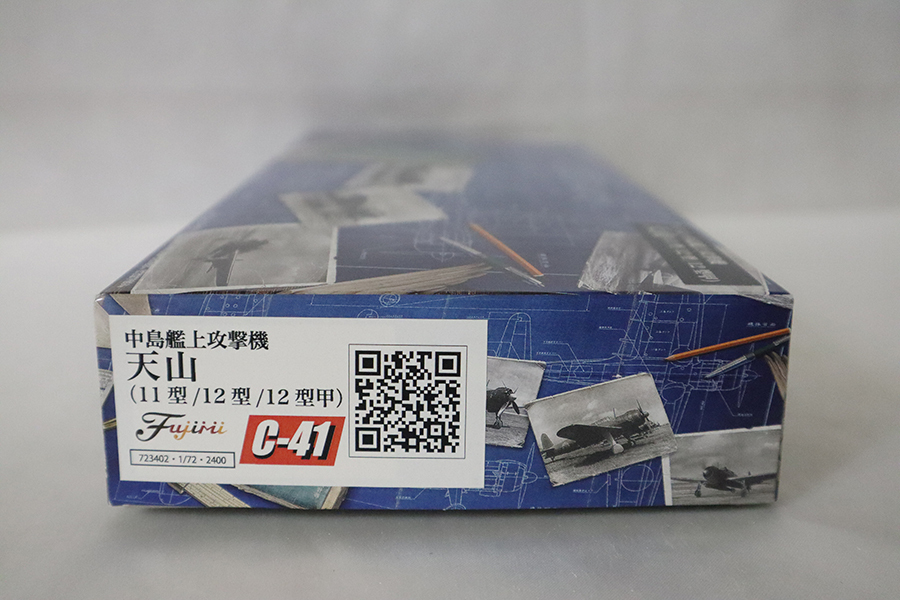 中島艦上攻撃機
天山
(11型/12型/12型甲)
Fujimi
C-41
723402・1/72・2400